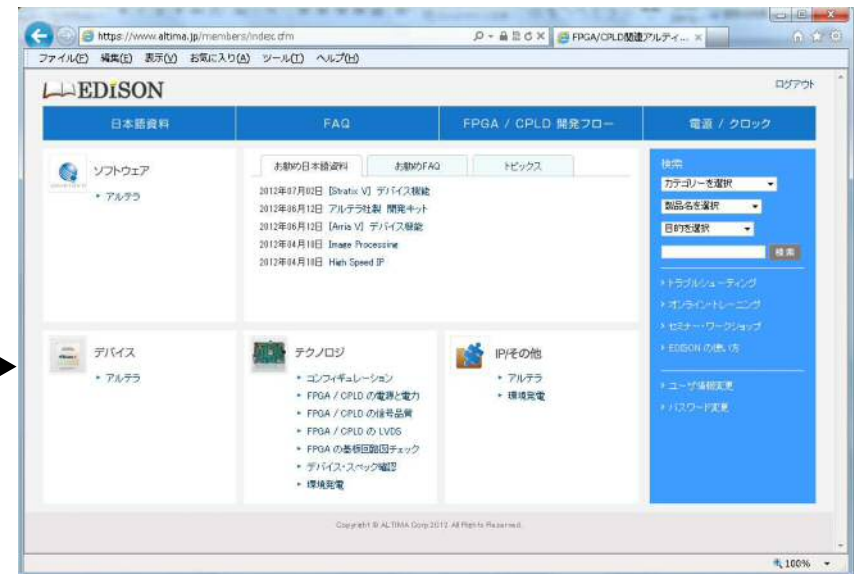 https://www.altima.jp/members/index.cfm
FPGA/CPLD関連アルティ...
ファイル(F) 編集(E) 表示(V) お気に入り(A) ツール(T) ヘルプ(H)
EDISON
ログアウト
日本語資料
FAQ
FPGA / CPLD 開発フロー
電源 / クロック
ソフトウェア
アルテラ
お勧め日本語資料
お勧めFAQ
トピックス
2012年07月02日 [Stratix V] デバイス機能
2012年06月12日 アルテラ社製 開発キット
2012年06月12日 [Arria V] デバイス機能
2012年04月10日 Image Processing
2012年04月10日 High Speed IP
デバイス
アルテラ
テクノロジ
コンフィギュレーション
FPGA / CPLD の電源と電力
FPGA / CPLD の信号品質
FPGA / CPLD の LVDS
FPGA の基板回路図チェック
デバイス・スペック確認
環境発電
IP/その他
アルテラ
環境発電
検索
カテゴリーを選択
製品名を選択
目的を選択
検索
トラブルシューティング
オンライントレーニング
セミナー・ワークショップ
EDISON の使い方
ユーザ情報変更
パスワード変更
Copyright © ALTIMA Corp.2012. All Rights Reserved.
100%